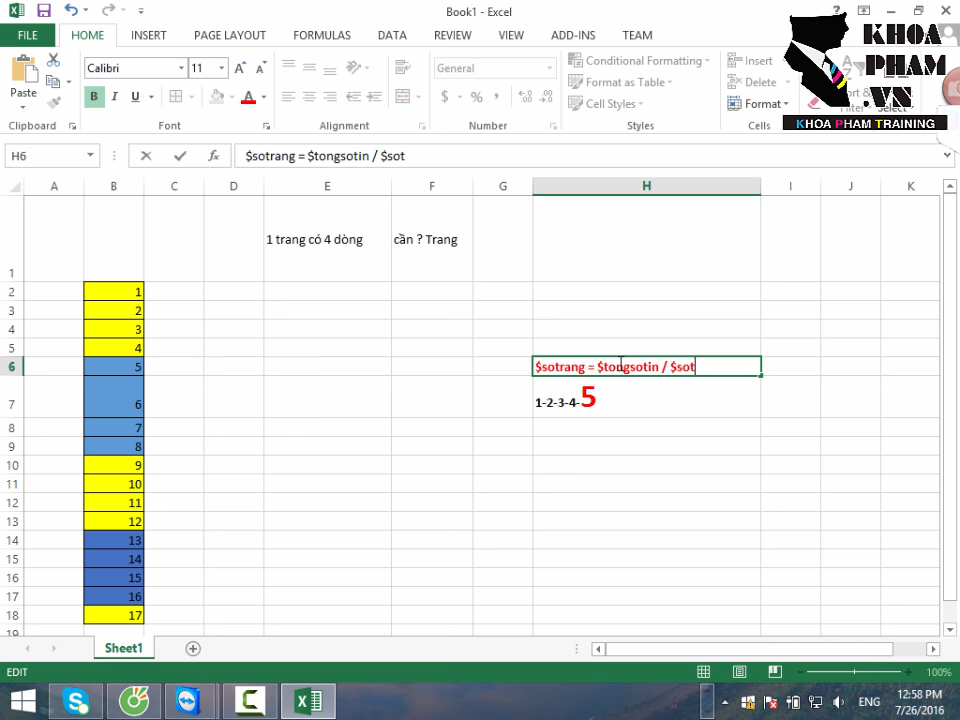 Book1 - Excel
?
FILE
HOME
INSERT
PAGE LAYOUT
FORMULAS
DATA
REVIEW
VIEW
ADD-INS
TEAM
KHOA
PHAM
.VN
KHOA PHAM TRAINING
Calibri
11
General
Paste
B I U
$ % ,
Conditional Formatting
Format as Table
Cell Styles
Insert
Delete
Format
Clipboard
Font
Alignment
Number
Styles
Cells
H6
$sotrang = $tongsotin / $sot
A B C D E F G H I J K
1 1 trang có 4 dòng cần ? Trang
2 1
3 2
4 3
5 4
6 5 $sotrang = $tongsotin / $sot
7 6 1-2-3-4-5
8 7
9 8
10 9
11 10
12 11
13 12
14 13
15 14
16 15
17 16
18 17
19
Sheet1
EDIT
100%
ENG
12:58 PM
7/26/2016